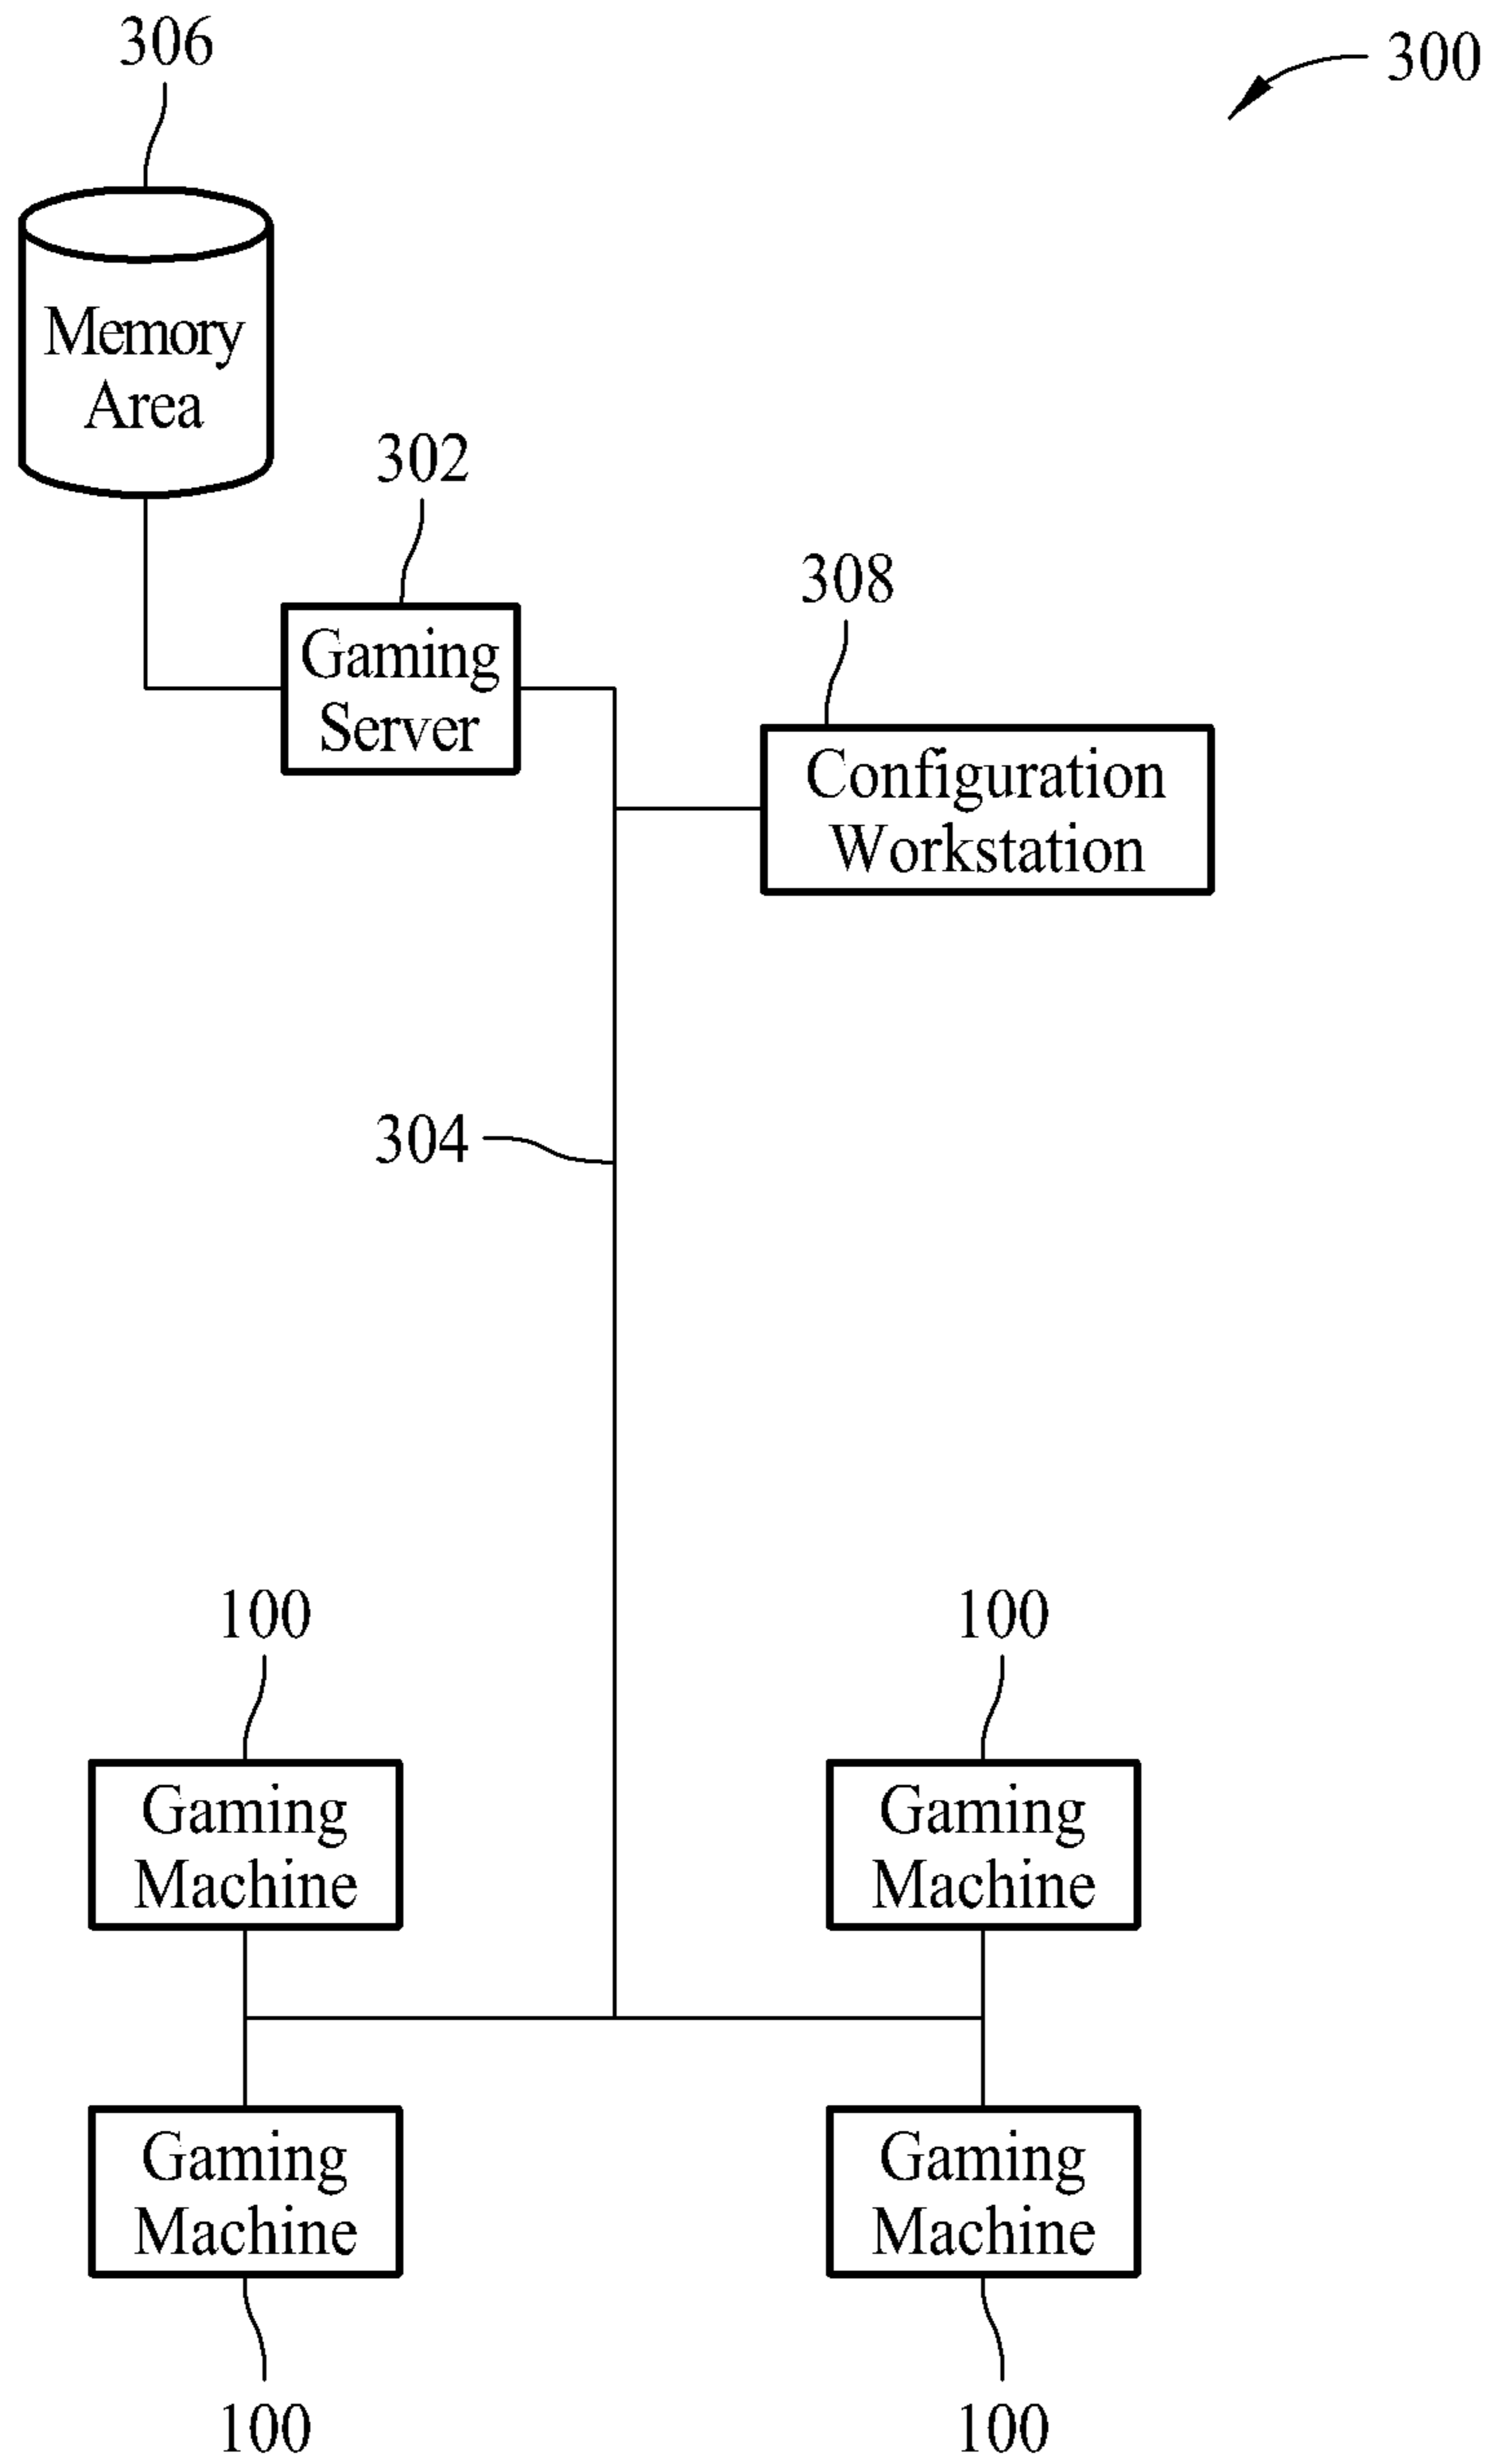 306
300
Memory
Area
302
308
Gaming
Server
Configuration
Workstation
304
100
100
Gaming
Machine
Gaming
Machine
Gaming
Machine
Gaming
Machine
100
100